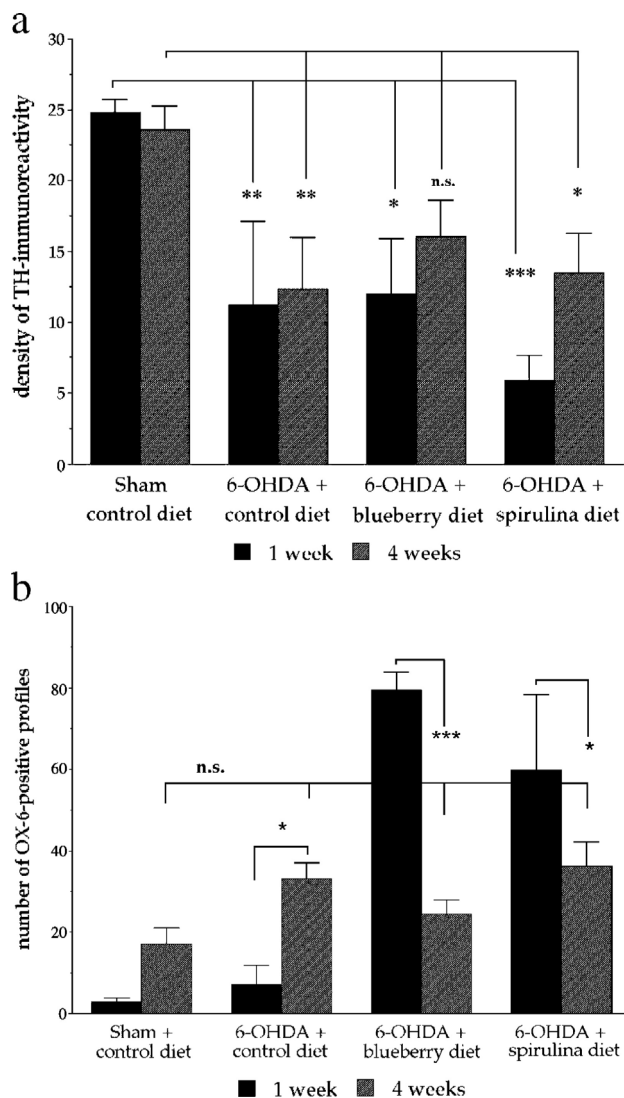 a
density of TH-immunoreactivity
30
25
20
15
10
5
0
** ** * n.s. *** *
Sham 6-OHDA + 6-OHDA + 6-OHDA +
control diet control diet blueberry diet spirulina diet
1 week 4 weeks
b
number of OX-6-positive profiles
100
80
60
40
20
0
n.s. * *** *
Sham + 6-OHDA + 6-OHDA + 6-OHDA +
control diet control diet blueberry diet spirulina diet
1 week 4 weeks